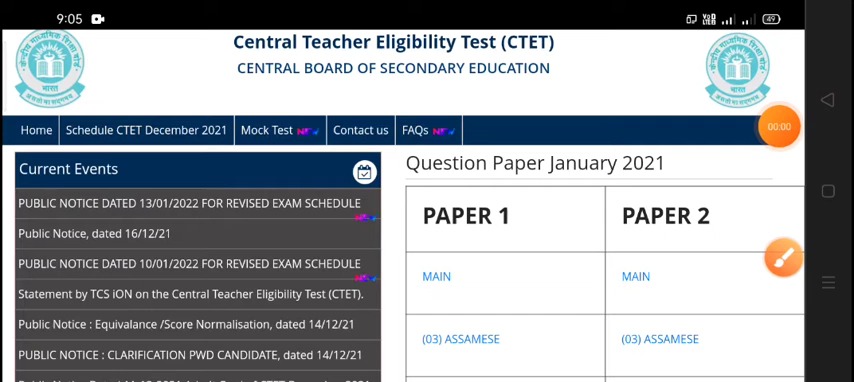 9:05
VoD LTE
49
Central Teacher Eligibility Test (CTET)
CENTRAL BOARD OF SECONDARY EDUCATION
भारत
भारत
Home
Schedule CTET December 2021
Mock Test
Contact us
FAQs
00:00
Current Events
PUBLIC NOTICE DATED 13/01/2022 FOR REVISED EXAM SCHEDULE
Public Notice, dated 16/12/21
PUBLIC NOTICE DATED 10/01/2022 FOR REVISED EXAM SCHEDULE
Statement by TCS iON on the Central Teacher Eligibility Test (CTET).
Public Notice : Equivalance /Score Normalisation, dated 14/12/21
PUBLIC NOTICE : CLARIFICATION PWD CANDIDATE, dated 14/12/21
Question Paper January 2021
PAPER 1
PAPER 2
MAIN
MAIN
(03) ASSAMESE
(03) ASSAMESE